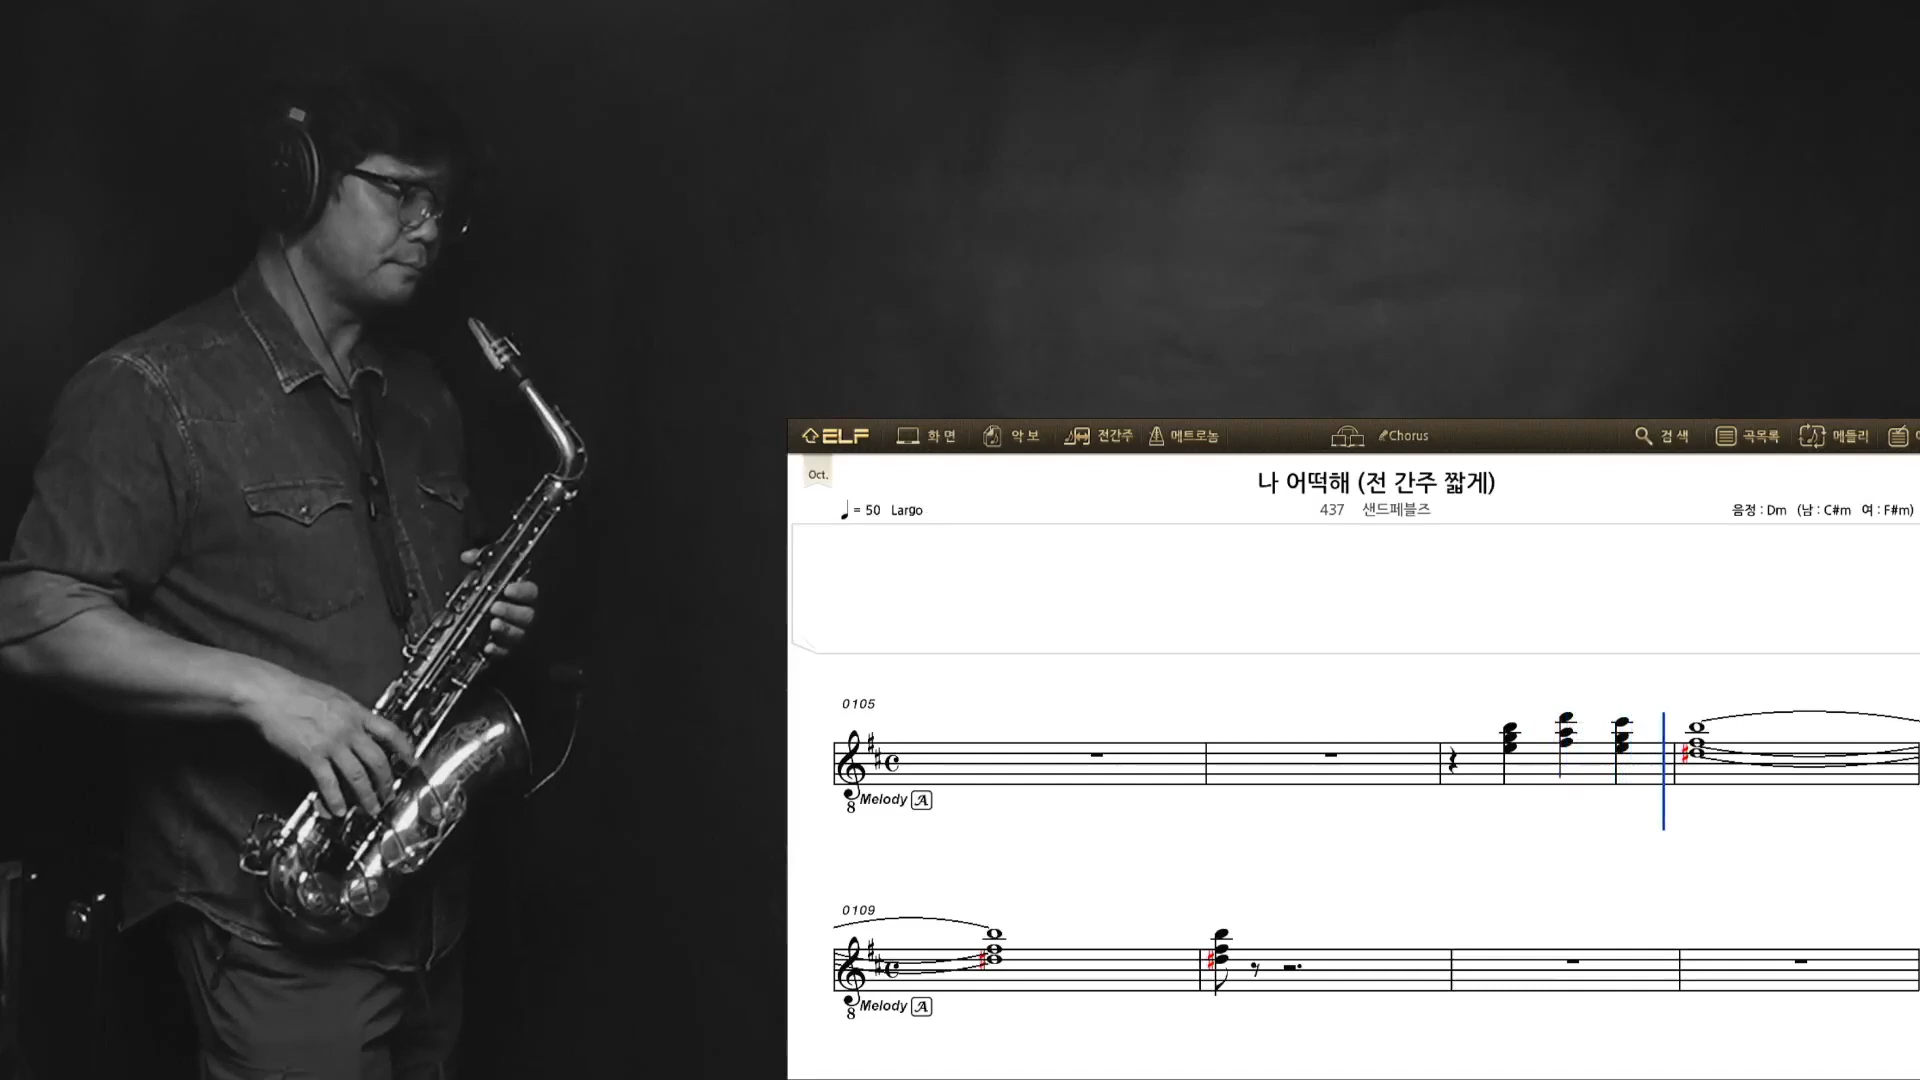 ELF 화면 악보 전간주 메트로놈 Chorus 검색 곡목록 메들리
Oct.
나 어떡해 (전 간주 짧게)
= 50 Largo
437 샌드페블즈
음정 : Dm (남 : C#m 여 : F#m)
0105
8 Melody A
0109
8 Melody A